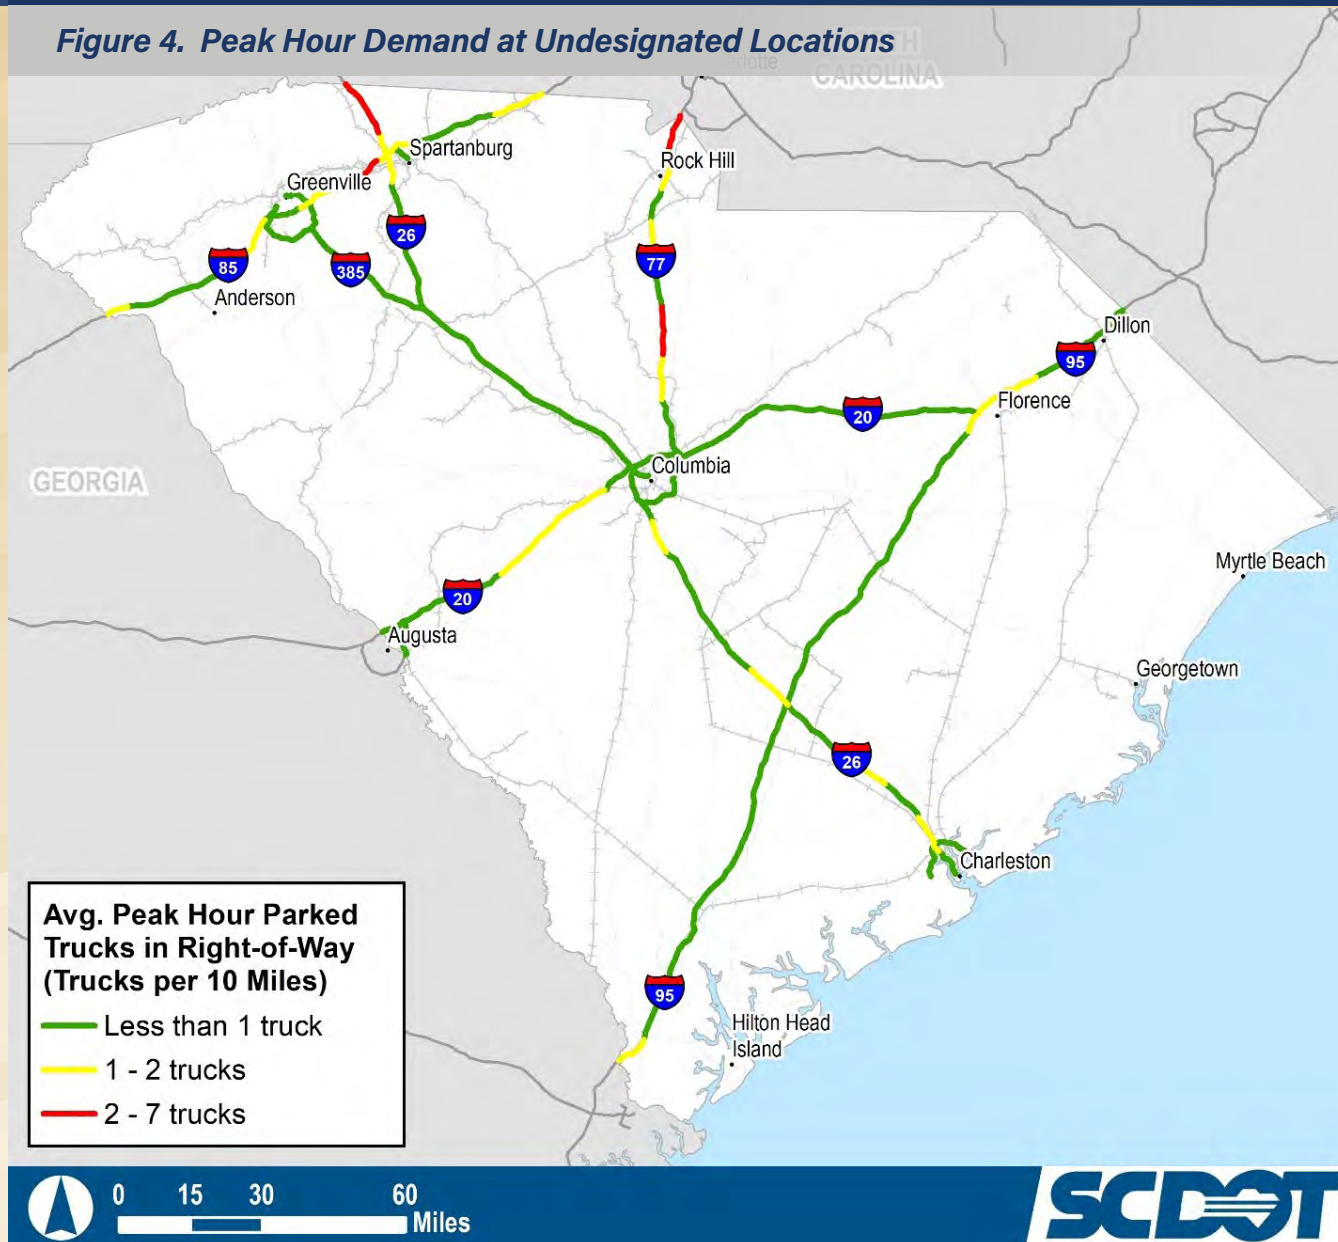 Figure 4. Peak Hour Demand at Undesignated Locations
CAROLINA
Spartanburg
Rock Hill
Greenville
26
85
385
77
Anderson
Dillon
95
Florence
20
GEORGIA
Columbia
Myrtle Beach
20
Augusta
Georgetown
26
Charleston
Avg. Peak Hour Parked
Trucks in Right-of-Way
(Trucks per 10 Miles)
Less than 1 truck
1 - 2 trucks
2 - 7 trucks
95
Hilton Head
Island
0 15 30 60
Miles
SCDOT